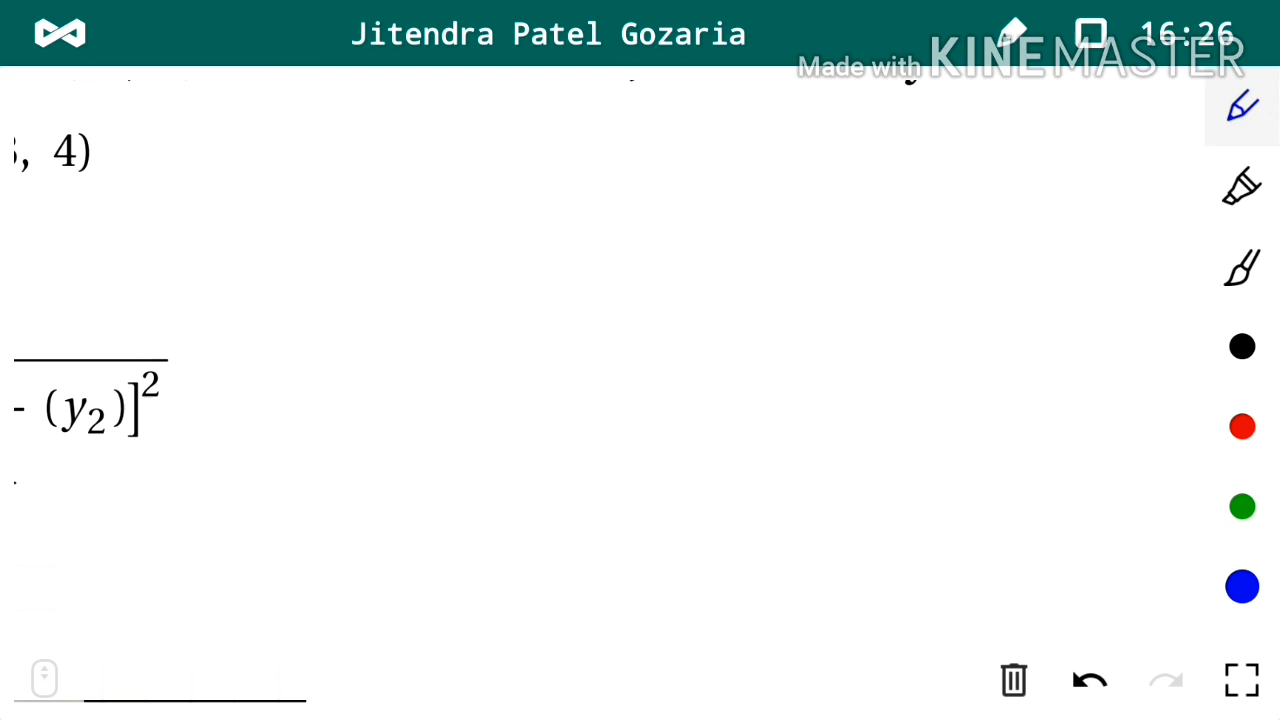 Jitendra Patel Gozaria
16:26
Made with KINEMASTER
, 4)
- (y₂)]²